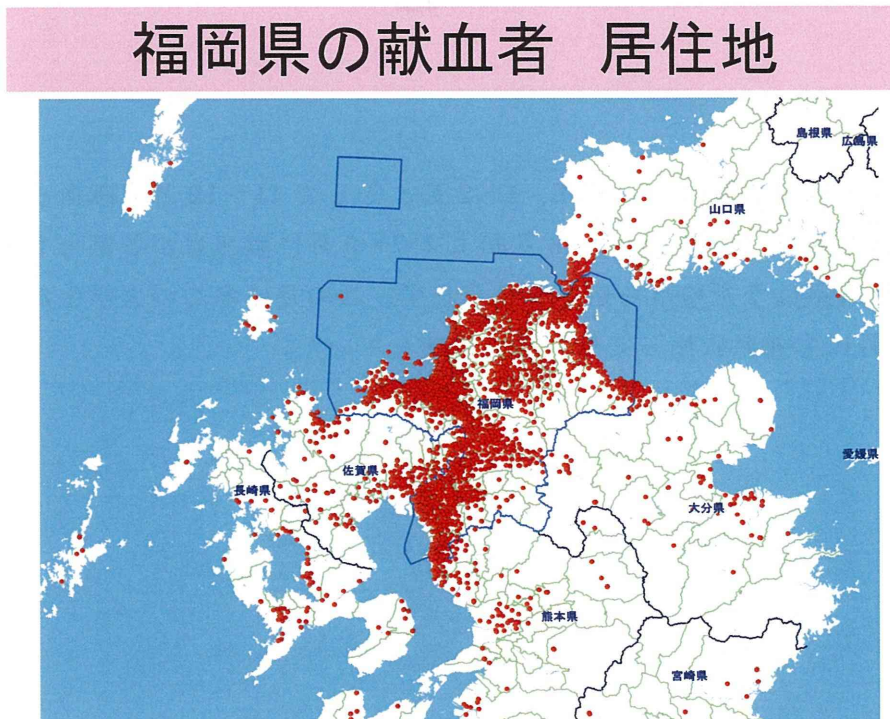 福岡県の献血者 居住地
島根県
広島県
山口県
福岡県
愛媛県
佐賀県
長崎県
大分県
熊本県
宮崎県